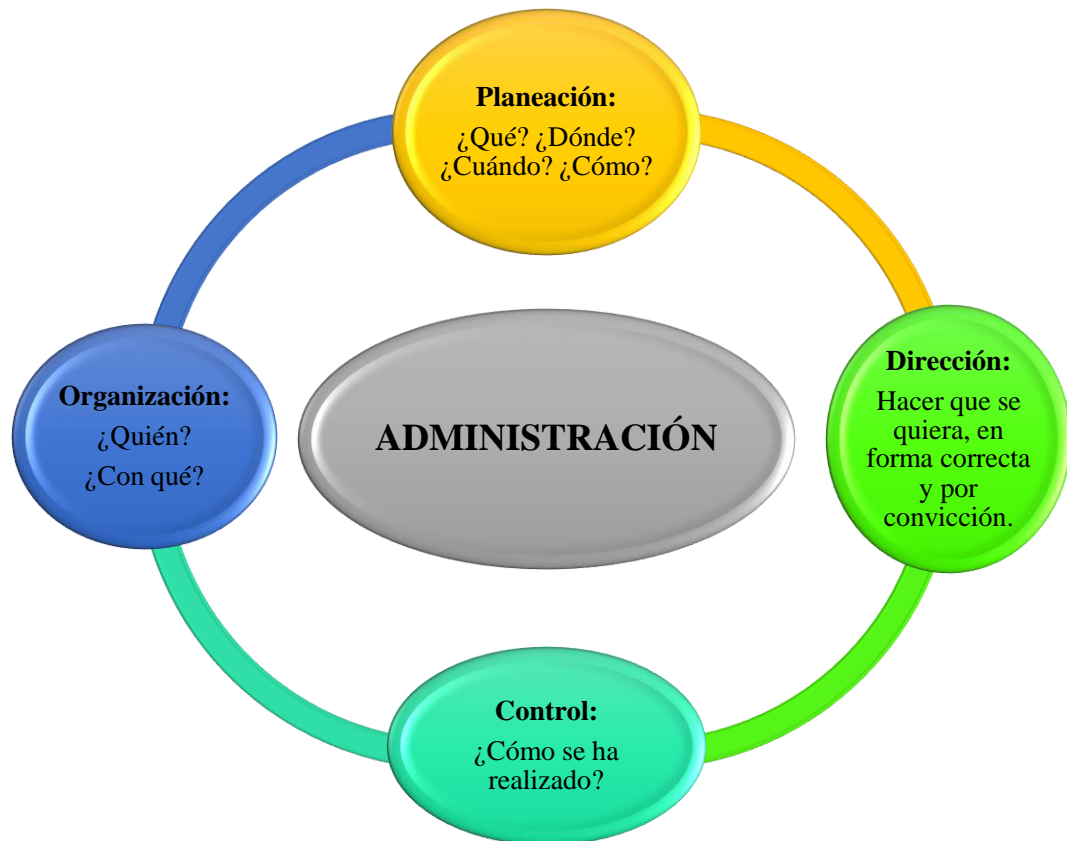 Planeación:
¿Qué? ¿Dónde?
¿Cuándo? ¿Cómo?
Dirección:
Hacer que se
quiera, en
forma correcta
y por
convicción.
Organización:
¿Quién?
¿Con qué?
ADMINISTRACIÓN
Control:
¿Cómo se ha
realizado?